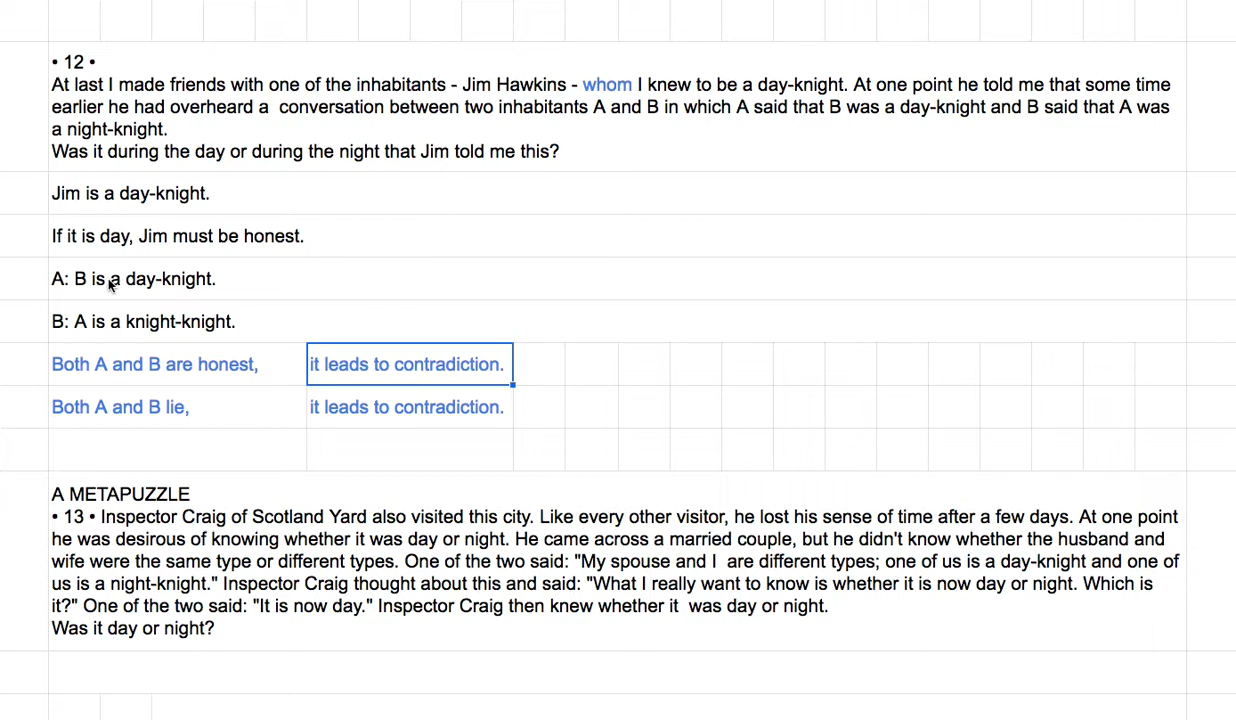 • 12 •
At last I made friends with one of the inhabitants - Jim Hawkins - whom I knew to be a day-knight. At one point he told me that some time
earlier he had overheard a  conversation between two inhabitants A and B in which A said that B was a day-knight and B said that A was
a night-knight.
Was it during the day or during the night that Jim told me this?
Jim is a day-knight.
If it is day, Jim must be honest.
A: B is a day-knight.
B: A is a knight-knight.
Both A and B are honest, it leads to contradiction.
Both A and B lie, it leads to contradiction.
A METAPUZZLE
• 13 • Inspector Craig of Scotland Yard also visited this city. Like every other visitor, he lost his sense of time after a few days. At one point
he was desirous of knowing whether it was day or night. He came across a married couple, but he didn't know whether the husband and
wife were the same type or different types. One of the two said: "My spouse and I  are different types; one of us is a day-knight and one of
us is a night-knight." Inspector Craig thought about this and said: "What I really want to know is whether it is now day or night. Which is
it?" One of the two said: "It is now day." Inspector Craig then knew whether it  was day or night.
Was it day or night?